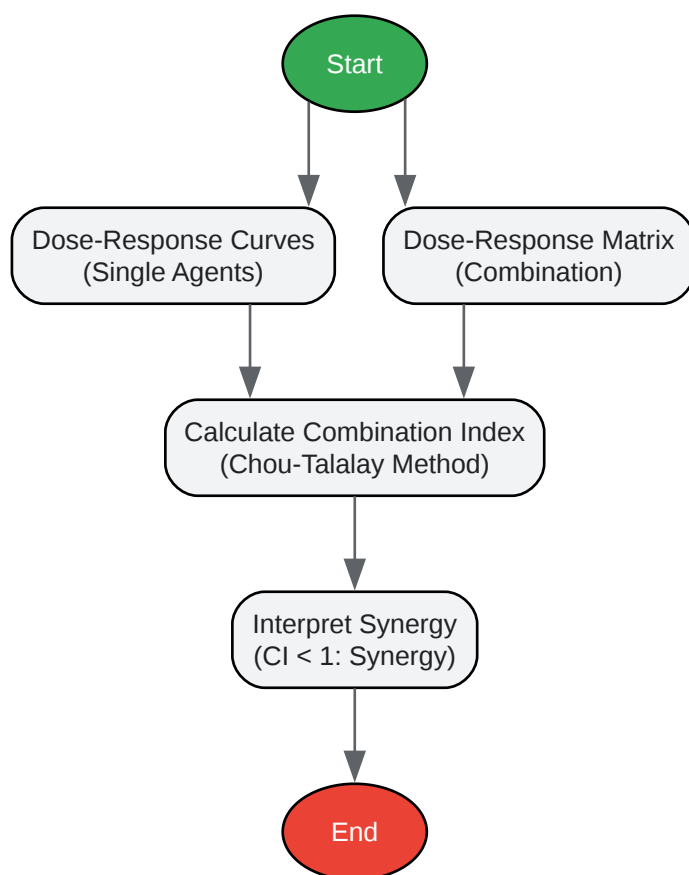 Start
Dose-Response Curves
(Single Agents)
Dose-Response Matrix
(Combination)
Calculate Combination Index
(Chou-Talalay Method)
Interpret Synergy
(CI < 1: Synergy)
End